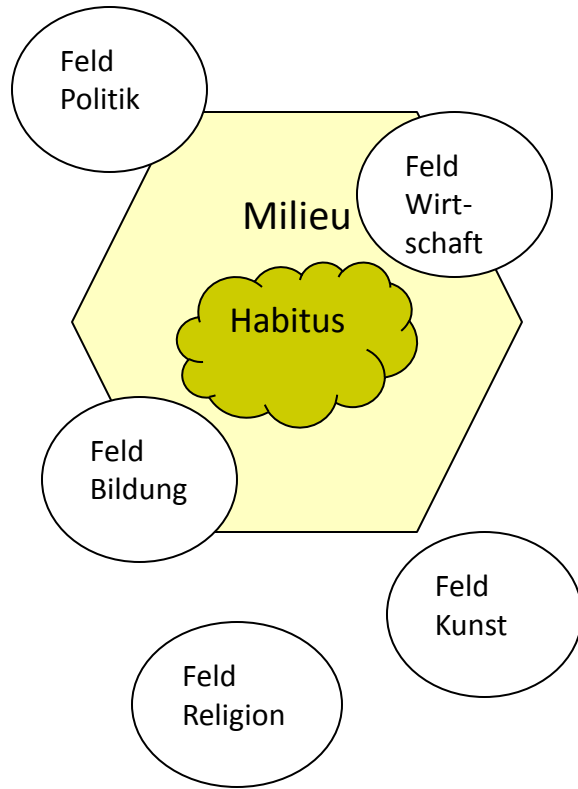 Feld
Politik
Feld
Wirt-
schaft
Milieu
Habitus
Feld
Bildung
Feld
Kunst
Feld
Religion